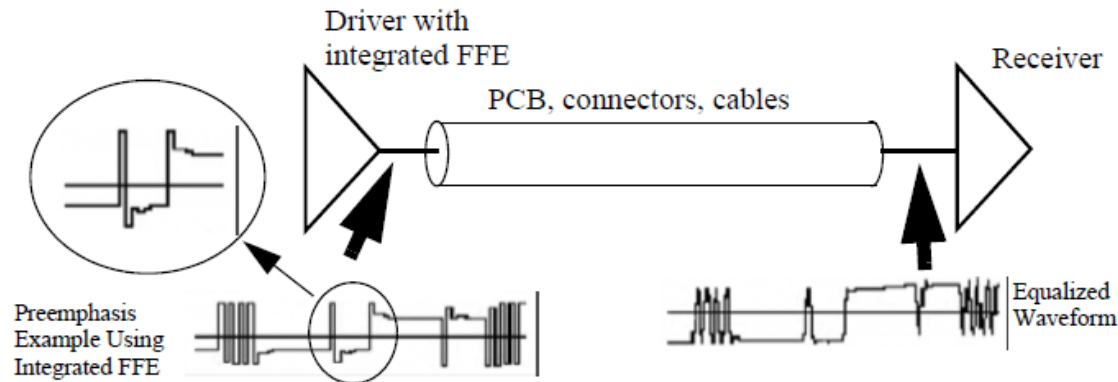 Driver with
integrated FFE
Receiver
PCB, connectors, cables
Preemphasis
Example Using
Integrated FFE
Equalized
Waveform